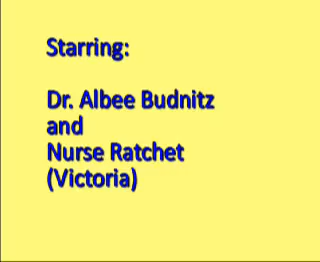 Starring:
Dr. Albee Budnitz
and
Nurse Ratchet
(Victoria)